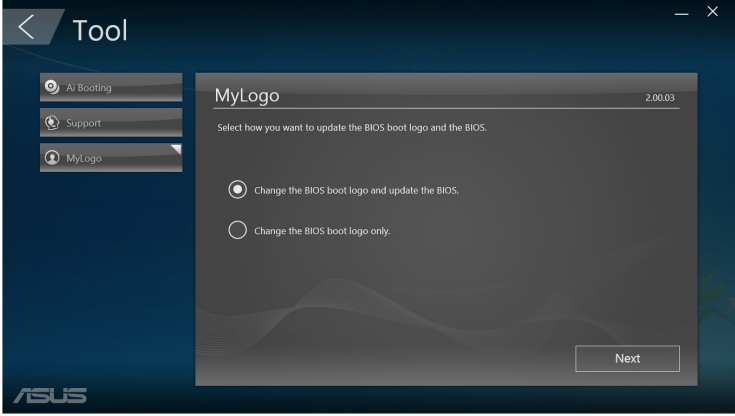 Tool
Ai Booting
Support
MyLogo
MyLogo
2.00.03
Select how you want to update the BIOS boot logo and the BIOS.
Change the BIOS boot logo and update the BIOS.
Change the BIOS boot logo only.
Next
ASUS